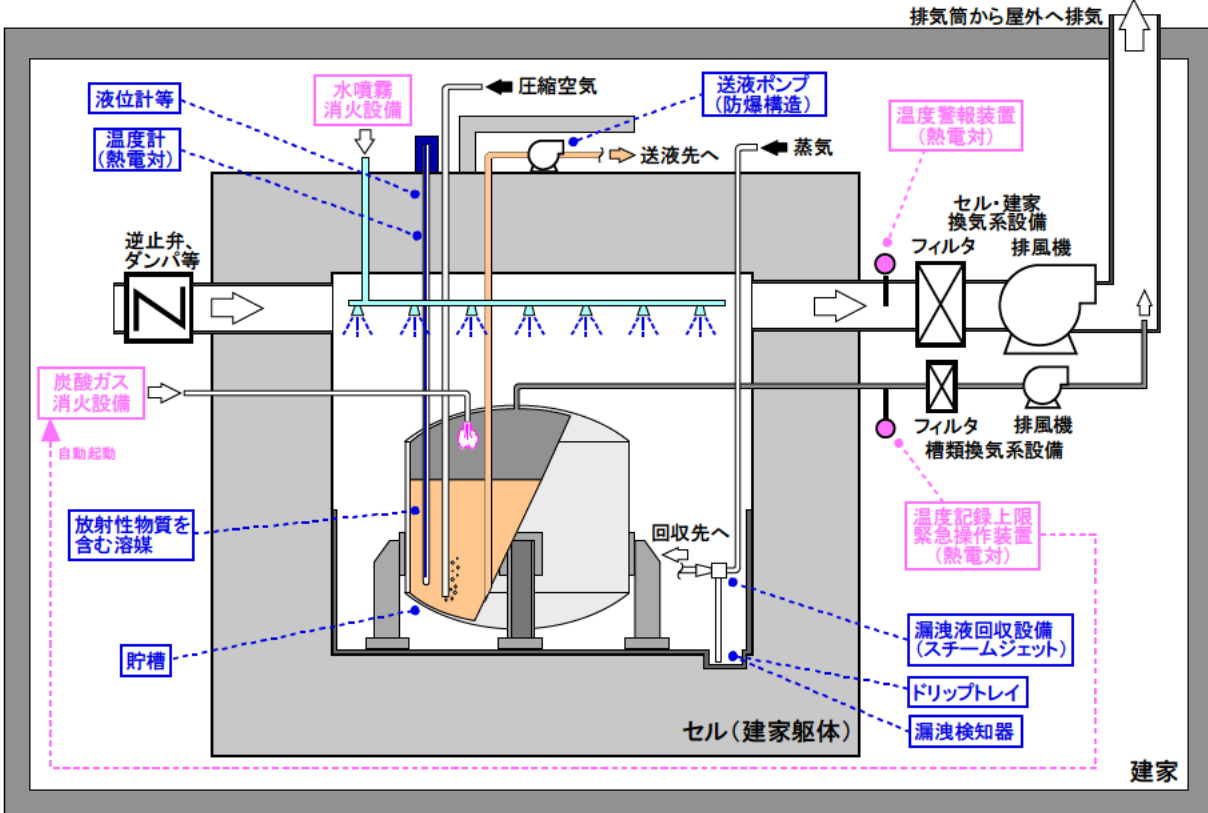 排気筒から屋外へ排気
液位計等
水噴霧
消火設備
圧縮空気
送液ポンプ
(防爆構造)
温度計
(熱電対)
送液先へ
蒸気
温度警報装置
(熱電対)
逆止弁、
ダンパ等
セル・建家
換気系設備
フィルタ
排風機
炭酸ガス
消火設備
自動起動
フィルタ
排風機
槽類換気系設備
放射性物質を
含む溶媒
回収先へ
温度記録上限
緊急操作装置
(熱電対)
貯槽
漏洩液回収設備
(スチームジェット)
ドリップトレイ
漏洩検知器
セル(建家躯体)
建家